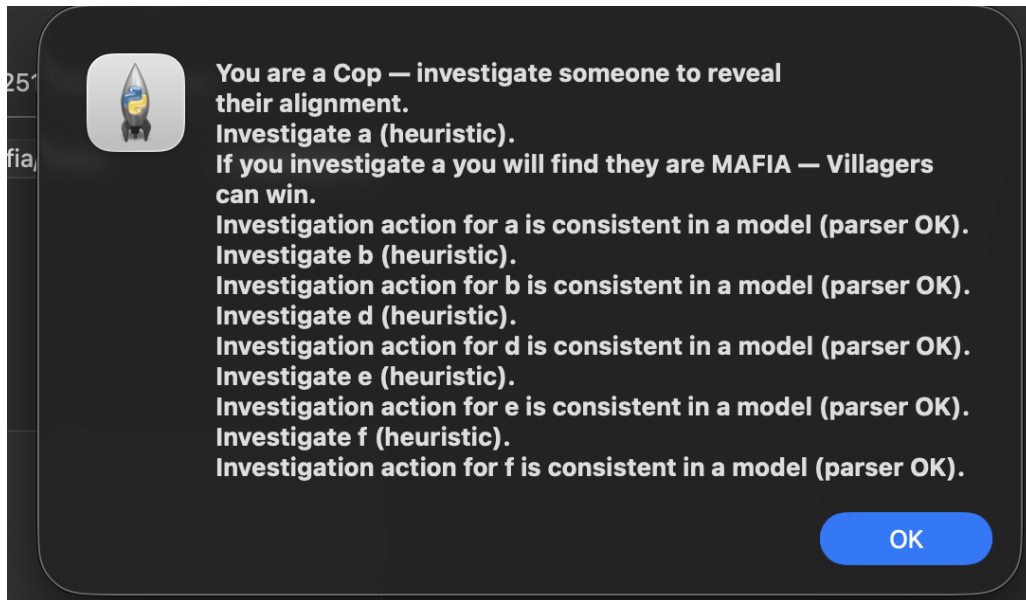 251
fia/
You are a Cop — investigate someone to reveal
their alignment.
Investigate a (heuristic).
If you investigate a you will find they are MAFIA — Villagers
can win.
Investigation action for a is consistent in a model (parser OK).
Investigate b (heuristic).
Investigation action for b is consistent in a model (parser OK).
Investigate d (heuristic).
Investigation action for d is consistent in a model (parser OK).
Investigate e (heuristic).
Investigation action for e is consistent in a model (parser OK).
Investigate f (heuristic).
Investigation action for f is consistent in a model (parser OK).
OK